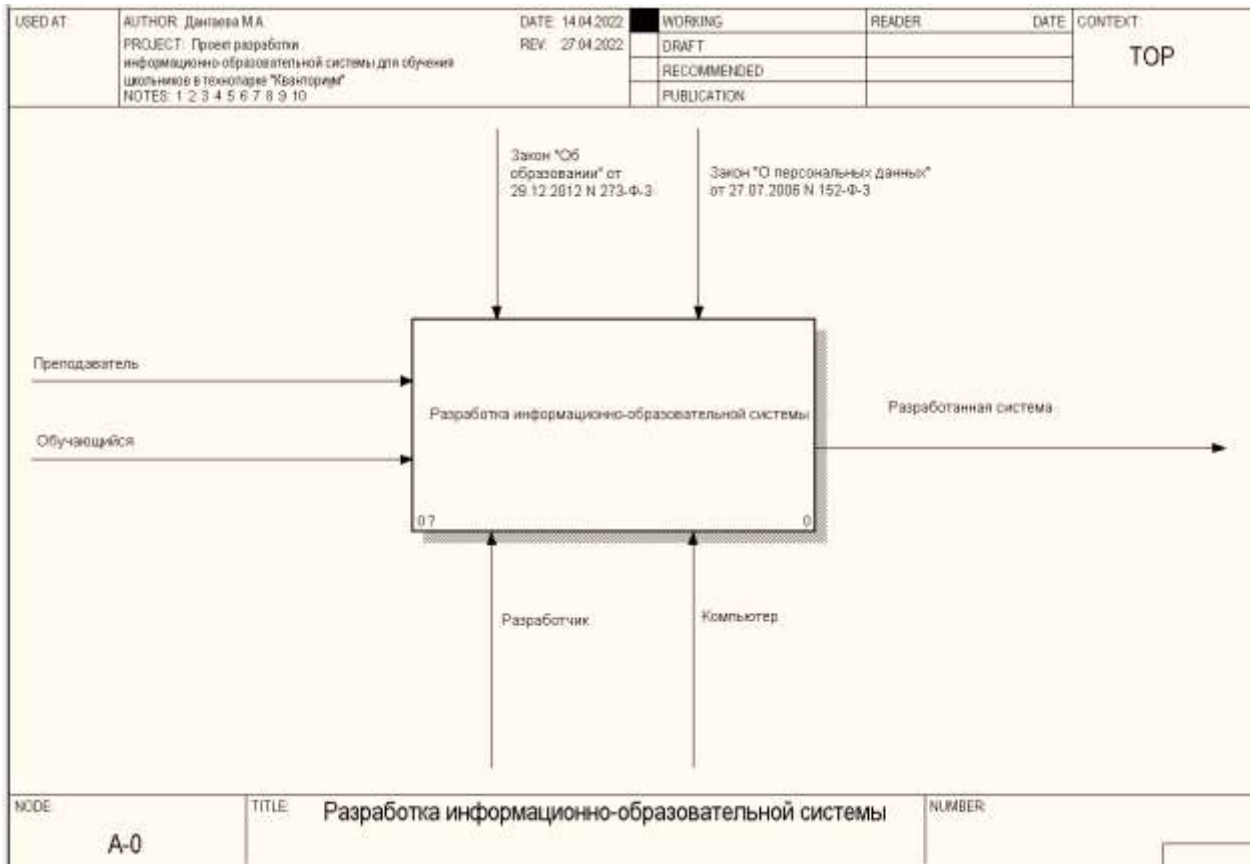 USED AT:
AUTHOR: Дангаева М.А.
DATE: 14.04.2022
WORKING
READER
DATE
CONTEXT:
PROJECT: Проект разработки
REV: 27.04.2022
DRAFT
TOP
информационно-образовательной системы для обучения
RECOMMENDED
школьников в технопарке "Кванториум"
NOTES: 1 2 3 4 5 6 7 8 9 10
PUBLICATION
Закон "Об
образовании" от
29.12.2012 N 273-Ф-3
Закон "О персональных данных"
от 27.07.2006 N 152-Ф-3
Преподаватель
Обучающийся
Разработка информационно-образовательной системы
0 ?
0
Разработанная система
Разработчик
Компьютер
NODE:
A-0
TITLE:
Разработка информационно-образовательной системы
NUMBER: